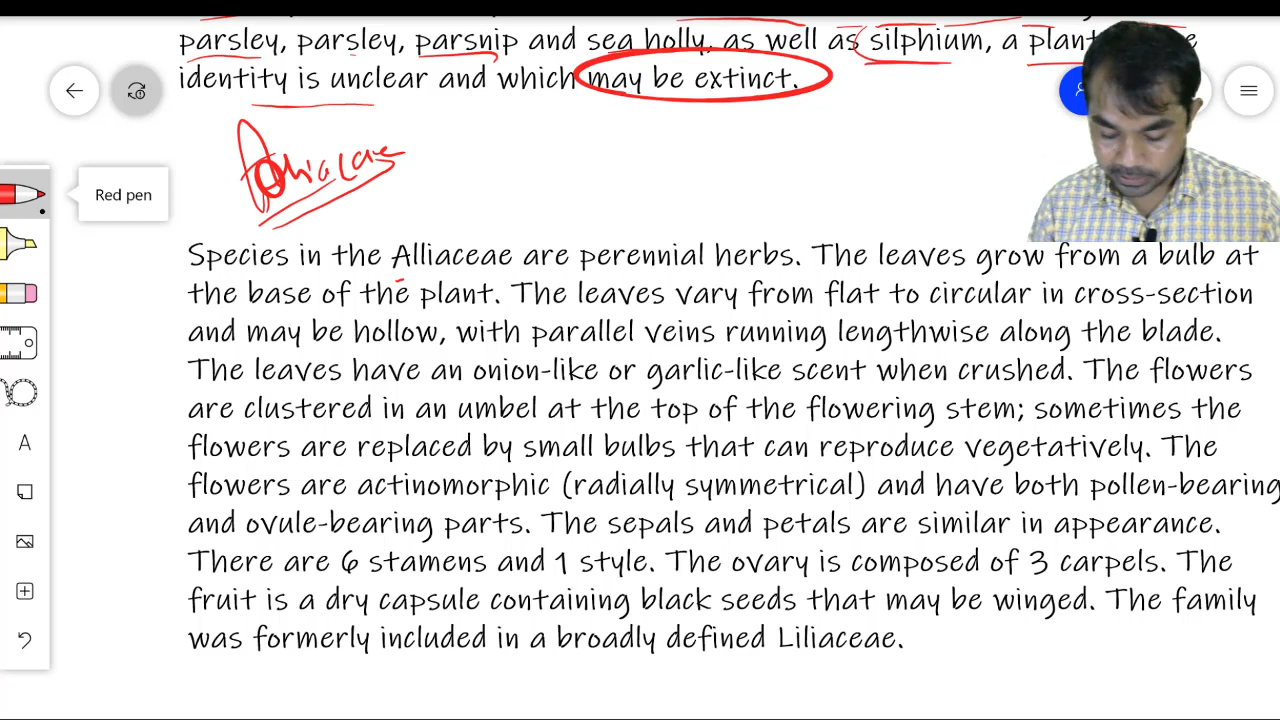 parsley, parsley, parsnip and sea holly, as well as silphium, a plant
identity is unclear and which may be extinct.
Red pen
Species in the Alliaceae are perennial herbs. The leaves grow from a bulb at
the base of the plant. The leaves vary from flat to circular in cross-section
and may be hollow, with parallel veins running lengthwise along the blade.
The leaves have an onion-like or garlic-like scent when crushed. The flowers
are clustered in an umbel at the top of the flowering stem; sometimes the
flowers are replaced by small bulbs that can reproduce vegetatively. The
flowers are actinomorphic (radially symmetrical) and have both pollen-bearing
and ovule-bearing parts. The sepals and petals are similar in appearance.
There are 6 stamens and 1 style. The ovary is composed of 3 carpels. The
fruit is a dry capsule containing black seeds that may be winged. The family
was formerly included in a broadly defined Liliaceae.